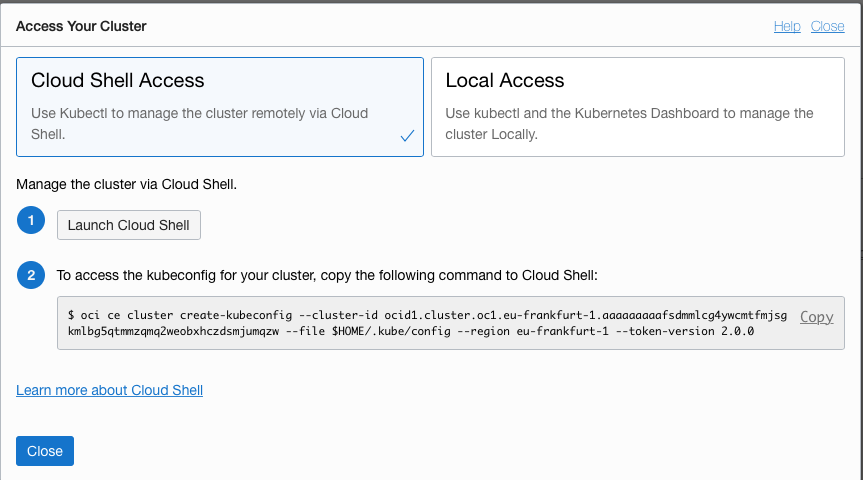 Access Your Cluster
Help Close
Cloud Shell Access
Use Kubectl to manage the cluster remotely via Cloud
Shell.
Local Access
Use kubectl and the Kubernetes Dashboard to manage the
cluster Locally.
Manage the cluster via Cloud Shell.
1 Launch Cloud Shell
2 To access the kubeconfig for your cluster, copy the following command to Cloud Shell:
$ oci ce cluster create-kubeconfig --cluster-id ocid1.cluster.oc1.eu-frankfurt-1.aaaaaaaaafsdmmlcg4ywcmtfmjsg
kmlbg5qtmmzqmq2weobxhczdsmjumqzw --file $HOME/.kube/config --region eu-frankfurt-1 --token-version 2.0.0
Copy
Learn more about Cloud Shell
Close